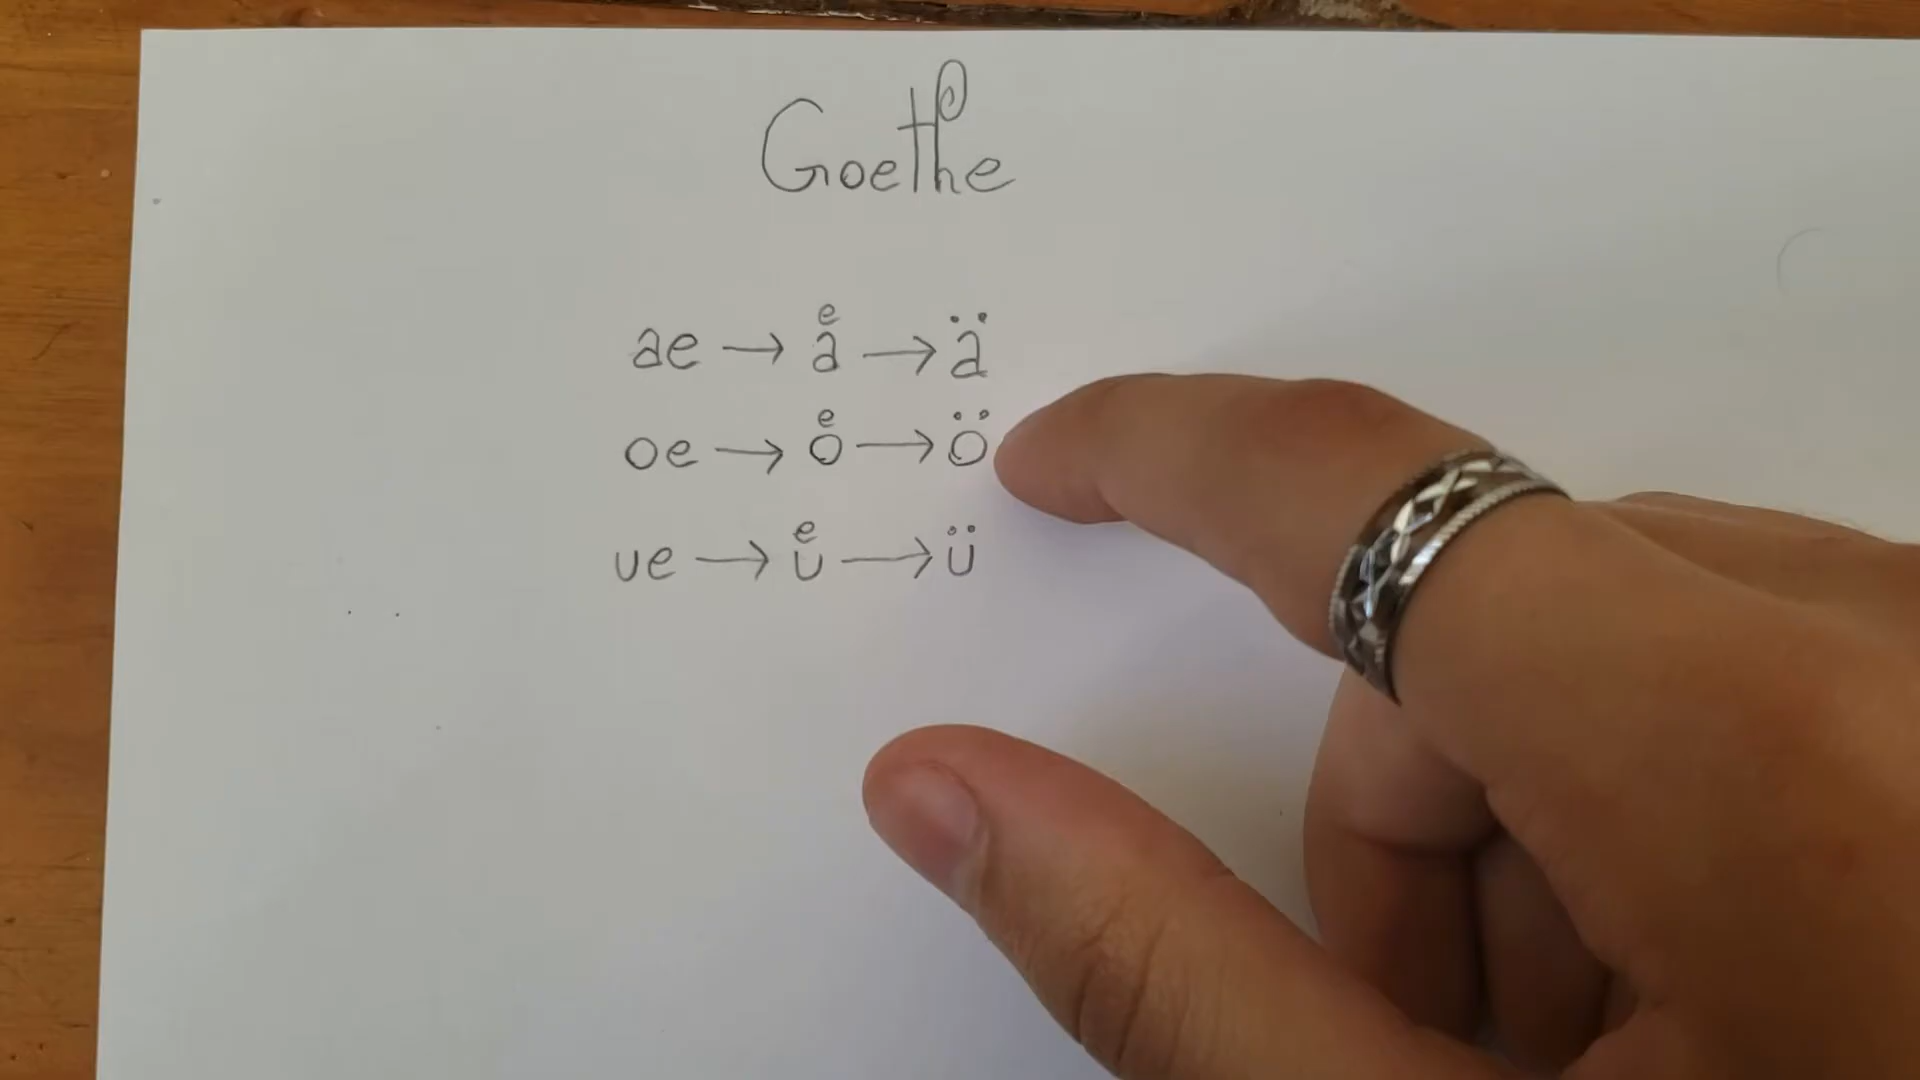 Goethe
ae → aͤ → ä
oe → oͤ → ö
ue → uͤ → ü